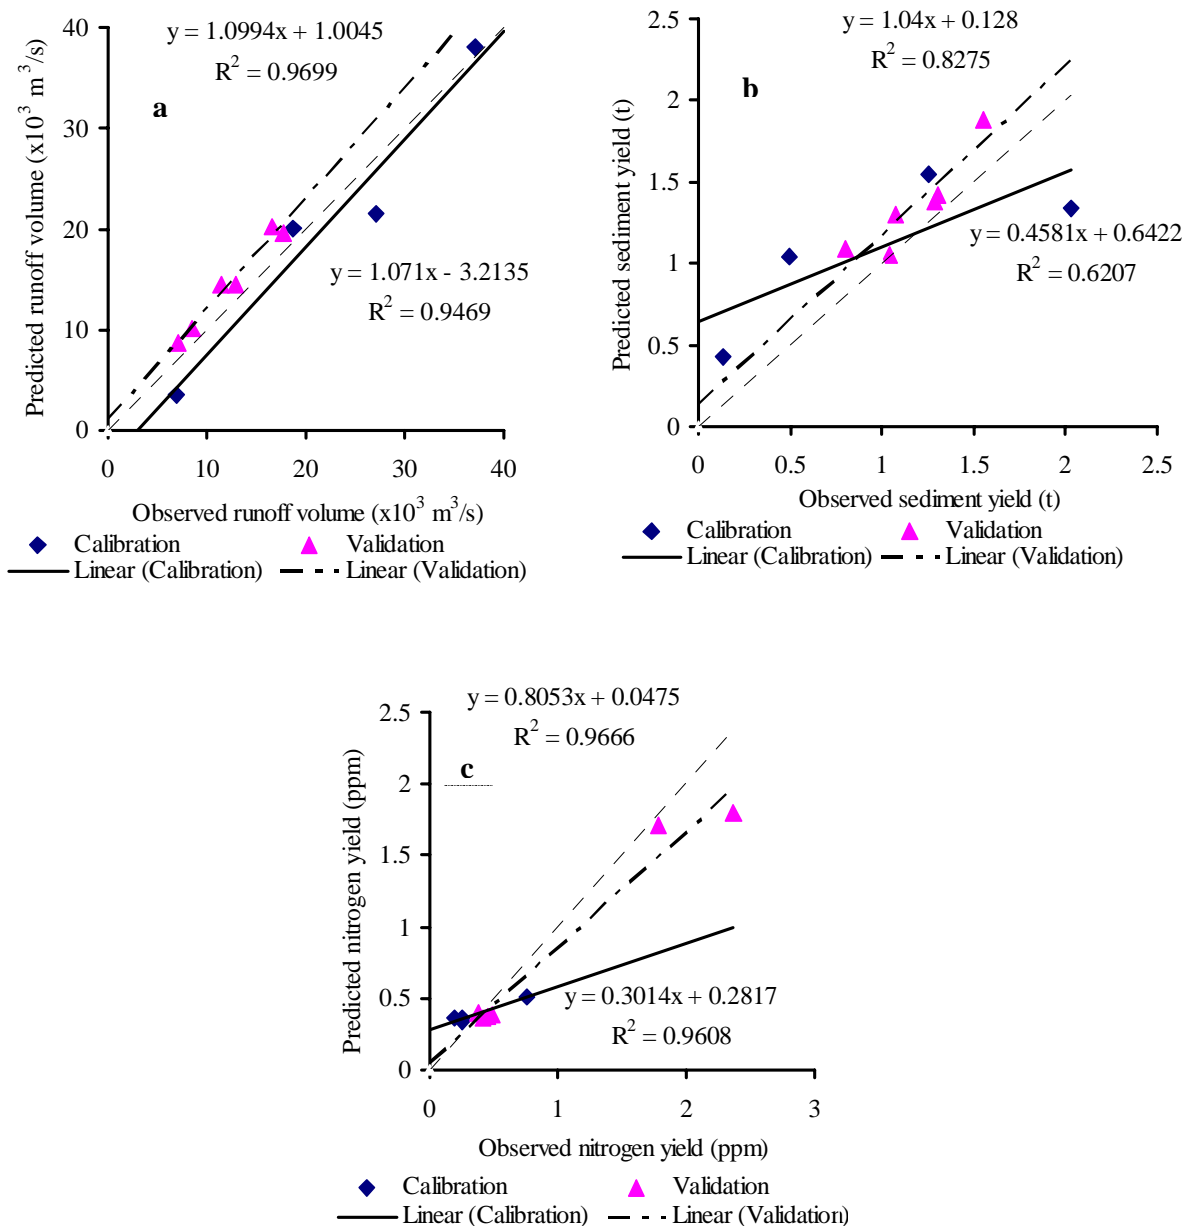 y = 1.0994x + 1.0045
R² = 0.9699
a
Predicted runoff volume (x10³ m³/s)
40
30
20
10
0
y = 1.071x - 3.2135
R² = 0.9469
0 10 20 30 40
Observed runoff volume (x10³ m³/s)
Calibration Validation
Linear (Calibration) Linear (Validation)
y = 1.04x + 0.128
R² = 0.8275
b
Predicted sediment yield (t)
2.5
2
1.5
1
0.5
0
y = 0.4581x + 0.6422
R² = 0.6207
0 0.5 1 1.5 2 2.5
Observed sediment yield (t)
Calibration Validation
Linear (Calibration) Linear (Validation)
y = 0.8053x + 0.0475
R² = 0.9666
c
Predicted nitrogen yield (ppm)
2.5
2
1.5
1
0.5
0
y = 0.3014x + 0.2817
R² = 0.9608
0 1 2 3
Observed nitrogen yield (ppm)
Calibration Validation
Linear (Calibration) Linear (Validation)